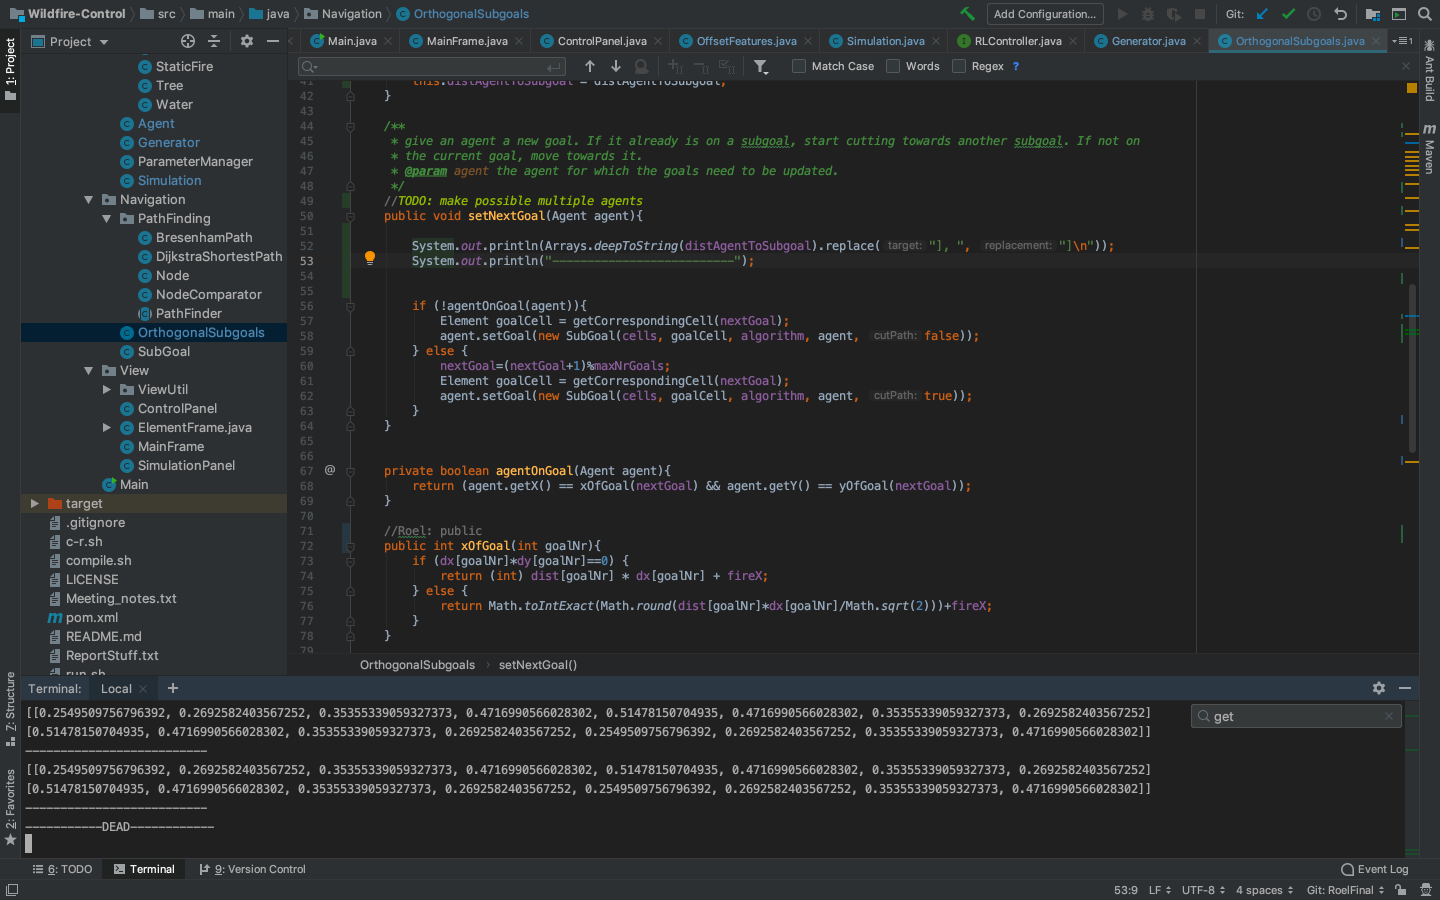 Wildfire-Control src main java Navigation OrthogonalSubgoals Add Configuration... Git:
1: Project
Project
StaticFire
Tree
Water
Agent
Generator
ParameterManager
Simulation
Navigation
PathFinding
BresenhamPath
DijkstraShortestPath
Node
NodeComparator
PathFinder
OrthogonalSubgoals
SubGoal
View
ViewUtil
ControlPanel
ElementFrame.java
MainFrame
SimulationPanel
Main
target
.gitignore
c-r.sh
compile.sh
LICENSE
Meeting_notes.txt
pom.xml
README.md
ReportStuff.txt
run.sh
Main.java MainFrame.java ControlPanel.java OffsetFeatures.java Simulation.java RLController.java Generator.java OrthogonalSubgoals.java
Match Case Words Regex ?
41 this.distAgentToSubgoal = distAgentToSubgoal;
42 }
43
44 /**
45 * give an agent a new goal. If it already is on a subgoal, start cutting towards another subgoal. If not on
46 * the current goal, move towards it.
47 * @param agent the agent for which the goals need to be updated.
48 */
49 //TODO: make possible multiple agents
50 public void setNextGoal(Agent agent){
51
52 System.out.println(Arrays.deepToString(distAgentToSubgoal).replace( target: "], ", replacement: "]\n"));
53 System.out.println("--------------------------");
54
55
56 if (!agentOnGoal(agent)){
57 Element goalCell = getCorrespondingCell(nextGoal);
58 agent.setGoal(new SubGoal(cells, goalCell, algorithm, agent, cutPath: false));
59 } else {
60 nextGoal=(nextGoal+1)%maxNrGoals;
61 Element goalCell = getCorrespondingCell(nextGoal);
62 agent.setGoal(new SubGoal(cells, goalCell, algorithm, agent, cutPath: true));
63 }
64 }
65
66
67 @ private boolean agentOnGoal(Agent agent){
68 return (agent.getX() == xOfGoal(nextGoal) && agent.getY() == yOfGoal(nextGoal));
69 }
70
71 //Roel: public
72 public int xOfGoal(int goalNr){
73 if (dx[goalNr]*dy[goalNr]==0) {
74 return (int) dist[goalNr] * dx[goalNr] + fireX;
75 } else {
76 return Math.toIntExact(Math.round(dist[goalNr]*dx[goalNr]/Math.sqrt(2)))+fireX;
77 }
78 }
79
OrthogonalSubgoals setNextGoal()
Ant Build
Maven
Z: Structure
2: Favorites
Terminal: Local
get
[[0.2549509756796392, 0.2692582403567252, 0.35355339059327373, 0.4716990566028302, 0.51478150704935, 0.4716990566028302, 0.35355339059327373, 0.2692582403567252]
[0.51478150704935, 0.4716990566028302, 0.35355339059327373, 0.2692582403567252, 0.2549509756796392, 0.2692582403567252, 0.35355339059327373, 0.4716990566028302]]
--------------------------
[[0.2549509756796392, 0.2692582403567252, 0.35355339059327373, 0.4716990566028302, 0.51478150704935, 0.4716990566028302, 0.35355339059327373, 0.2692582403567252]
[0.51478150704935, 0.4716990566028302, 0.35355339059327373, 0.2692582403567252, 0.2549509756796392, 0.2692582403567252, 0.35355339059327373, 0.4716990566028302]]
--------------------------
-----------DEAD------------
6: TODO Terminal 9: Version Control Event Log
53:9 LF UTF-8 4 spaces Git: RoelFinal